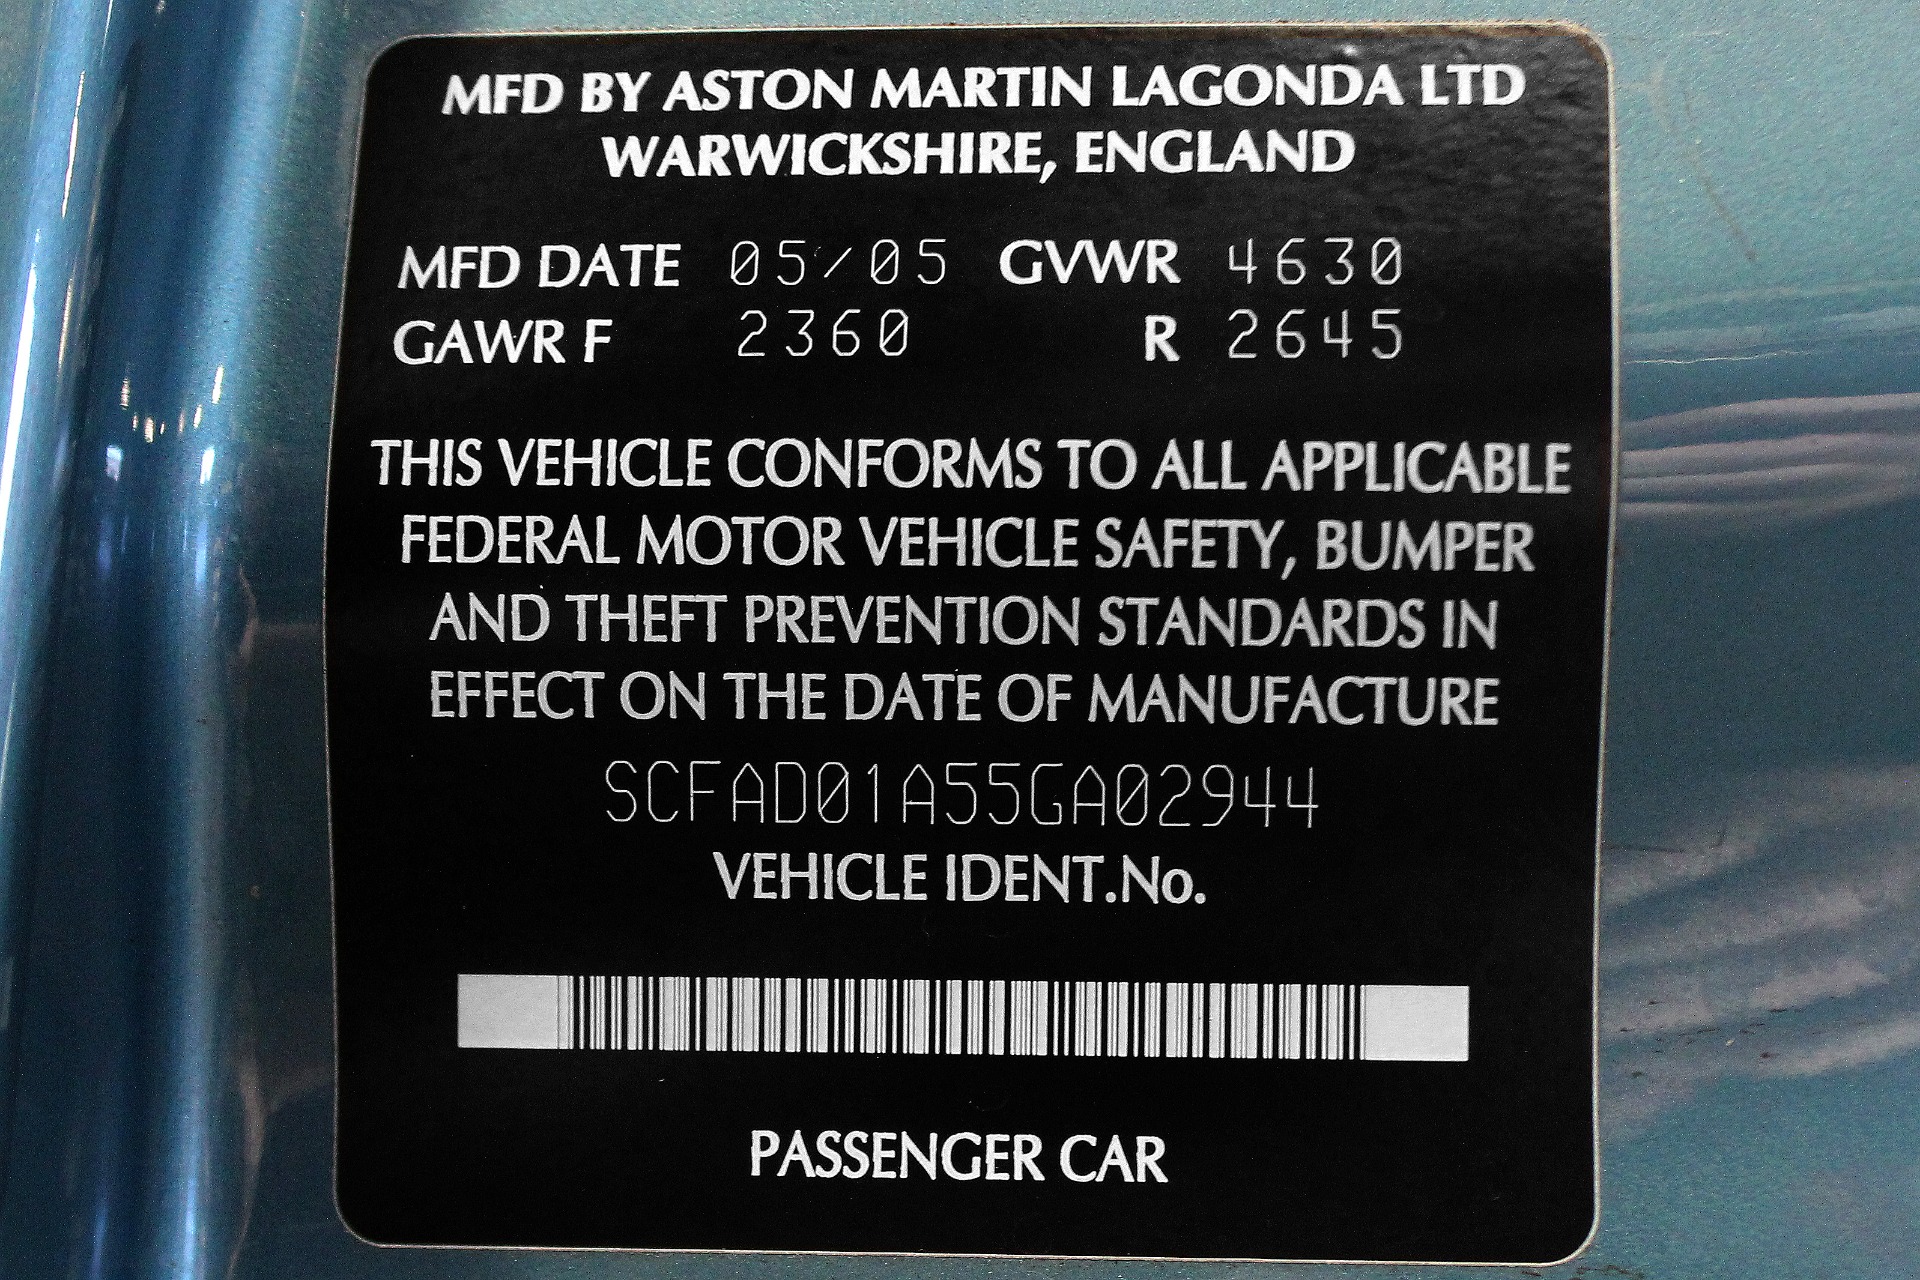 MFD BY ASTON MARTIN LAGONDA LTD
WARWICKSHIRE, ENGLAND
MFD DATE 05/05 GVWR 4630
GAWR F 2360 R 2645
THIS VEHICLE CONFORMS TO ALL APPLICABLE
FEDERAL MOTOR VEHICLE SAFETY, BUMPER
AND THEFT PREVENTION STANDARDS IN
EFFECT ON THE DATE OF MANUFACTURE
SCFAD01A55GA02944
VEHICLE IDENT.No.
PASSENGER CAR